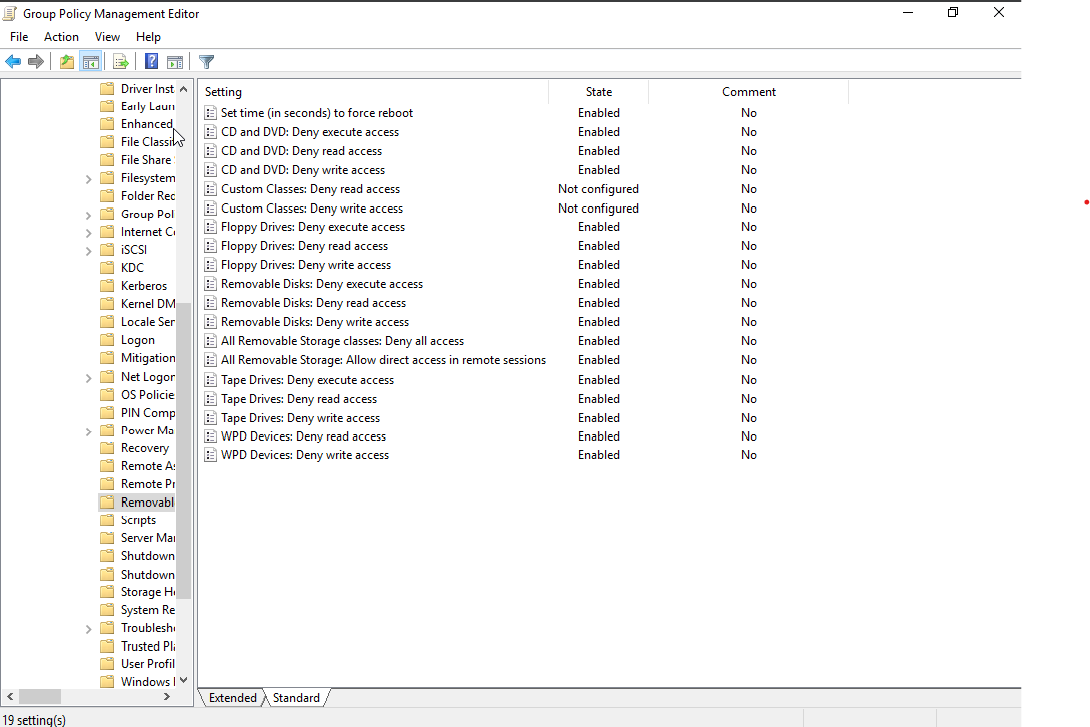 Group Policy Management Editor
File Action View Help
Driver Inst
Early Laun
Enhanced
File Classi
File Share
Filesystem
Folder Red
Group Pol
Internet Co
iSCSI
KDC
Kerberos
Kernel DM
Locale Ser
Logon
Mitigation
Net Logon
OS Policie
PIN Comp
Power Ma
Recovery
Remote As
Remote Pr
Removabl
Scripts
Server Mar
Shutdown
Shutdown
Storage He
System Re
Troublesh
Trusted Pla
User Profil
Windows
Setting State Comment
Set time (in seconds) to force reboot Enabled No
CD and DVD: Deny execute access Enabled No
CD and DVD: Deny read access Enabled No
CD and DVD: Deny write access Enabled No
Custom Classes: Deny read access Not configured No
Custom Classes: Deny write access Not configured No
Floppy Drives: Deny execute access Enabled No
Floppy Drives: Deny read access Enabled No
Floppy Drives: Deny write access Enabled No
Removable Disks: Deny execute access Enabled No
Removable Disks: Deny read access Enabled No
Removable Disks: Deny write access Enabled No
All Removable Storage classes: Deny all access Enabled No
All Removable Storage: Allow direct access in remote sessions Enabled No
Tape Drives: Deny execute access Enabled No
Tape Drives: Deny read access Enabled No
Tape Drives: Deny write access Enabled No
WPD Devices: Deny read access Enabled No
WPD Devices: Deny write access Enabled No
Extended Standard
19 setting(s)